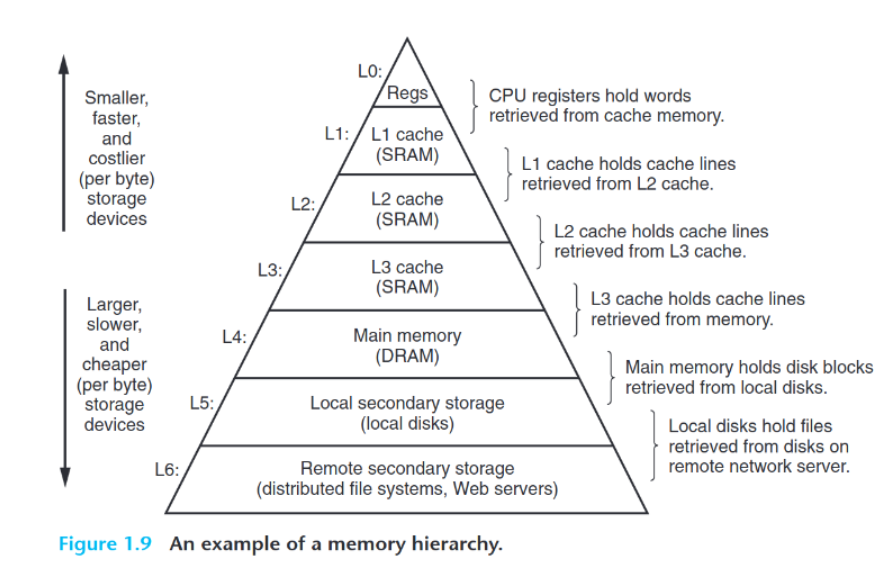 L0:
Regs
CPU registers hold words
retrieved from cache memory.
Smaller,
faster,
and
costlier
(per byte)
storage
devices
L1:
L1 cache
(SRAM)
L1 cache holds cache lines
retrieved from L2 cache.
L2:
L2 cache
(SRAM)
L2 cache holds cache lines
retrieved from L3 cache.
L3:
L3 cache
(SRAM)
L3 cache holds cache lines
retrieved from memory.
Larger,
slower,
and
cheaper
(per byte)
storage
devices
L4:
Main memory
(DRAM)
Main memory holds disk blocks
retrieved from local disks.
L5:
Local secondary storage
(local disks)
Local disks hold files
retrieved from disks on
remote network server.
L6:
Remote secondary storage
(distributed file systems, Web servers)
Figure 1.9 An example of a memory hierarchy.